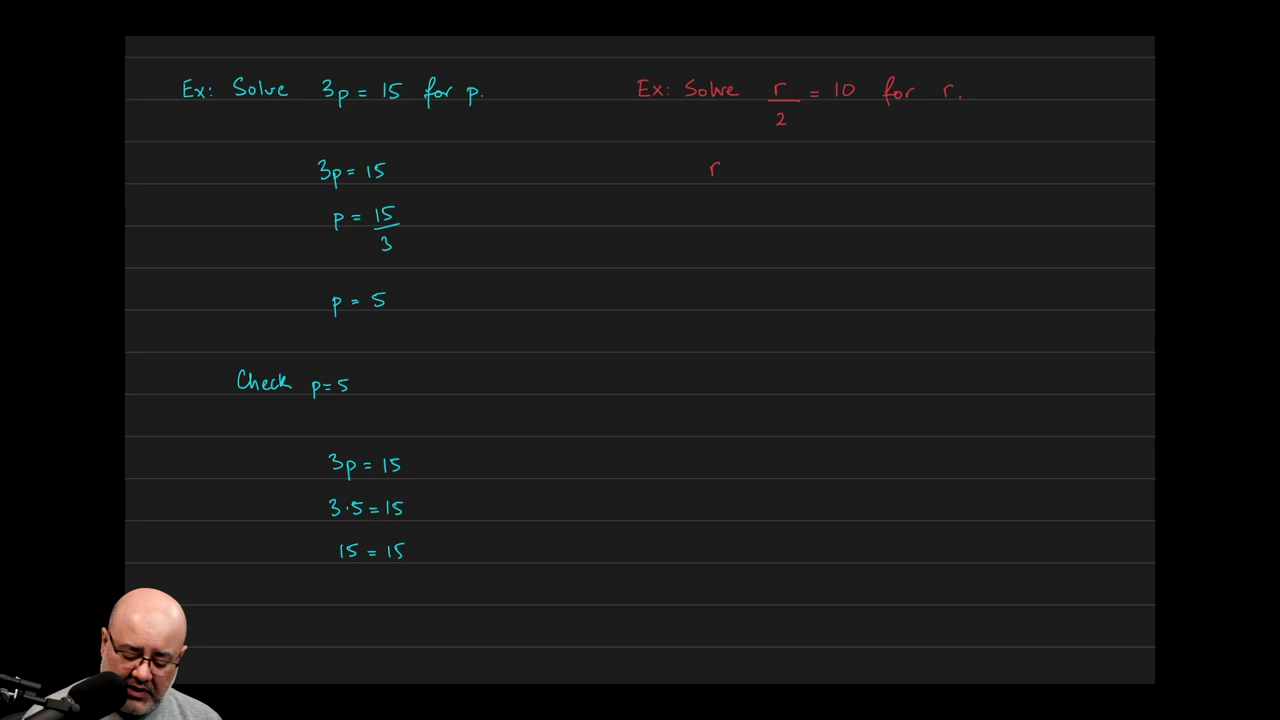 Ex: Solve 3p = 15 for p.
3p = 15
p = 15/3
p = 5
Check p = 5
3p = 15
3·5 = 15
15 = 15
Ex: Solve r/2 = 10 for r.
r